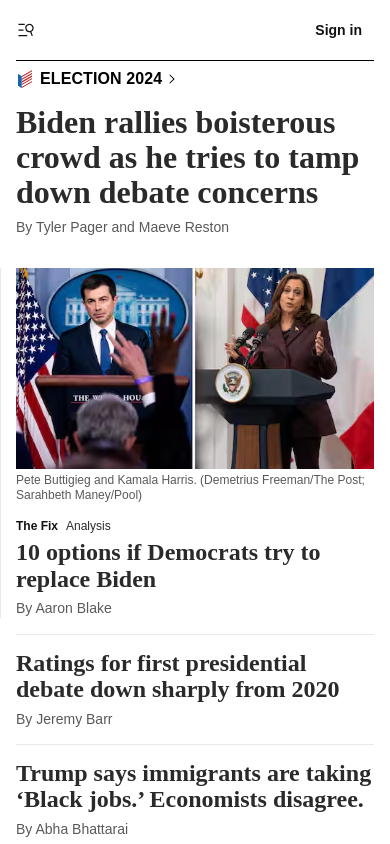 Sign in
ELECTION 2024
Biden rallies boisterous
crowd as he tries to tamp
down debate concerns
By Tyler Pager and Maeve Reston
Pete Buttigieg and Kamala Harris. (Demetrius Freeman/The Post;
Sarahbeth Maney/Pool)
The Fix Analysis
10 options if Democrats try to
replace Biden
By Aaron Blake
Ratings for first presidential
debate down sharply from 2020
By Jeremy Barr
Trump says immigrants are taking
‘Black jobs.’ Economists disagree.
By Abha Bhattarai